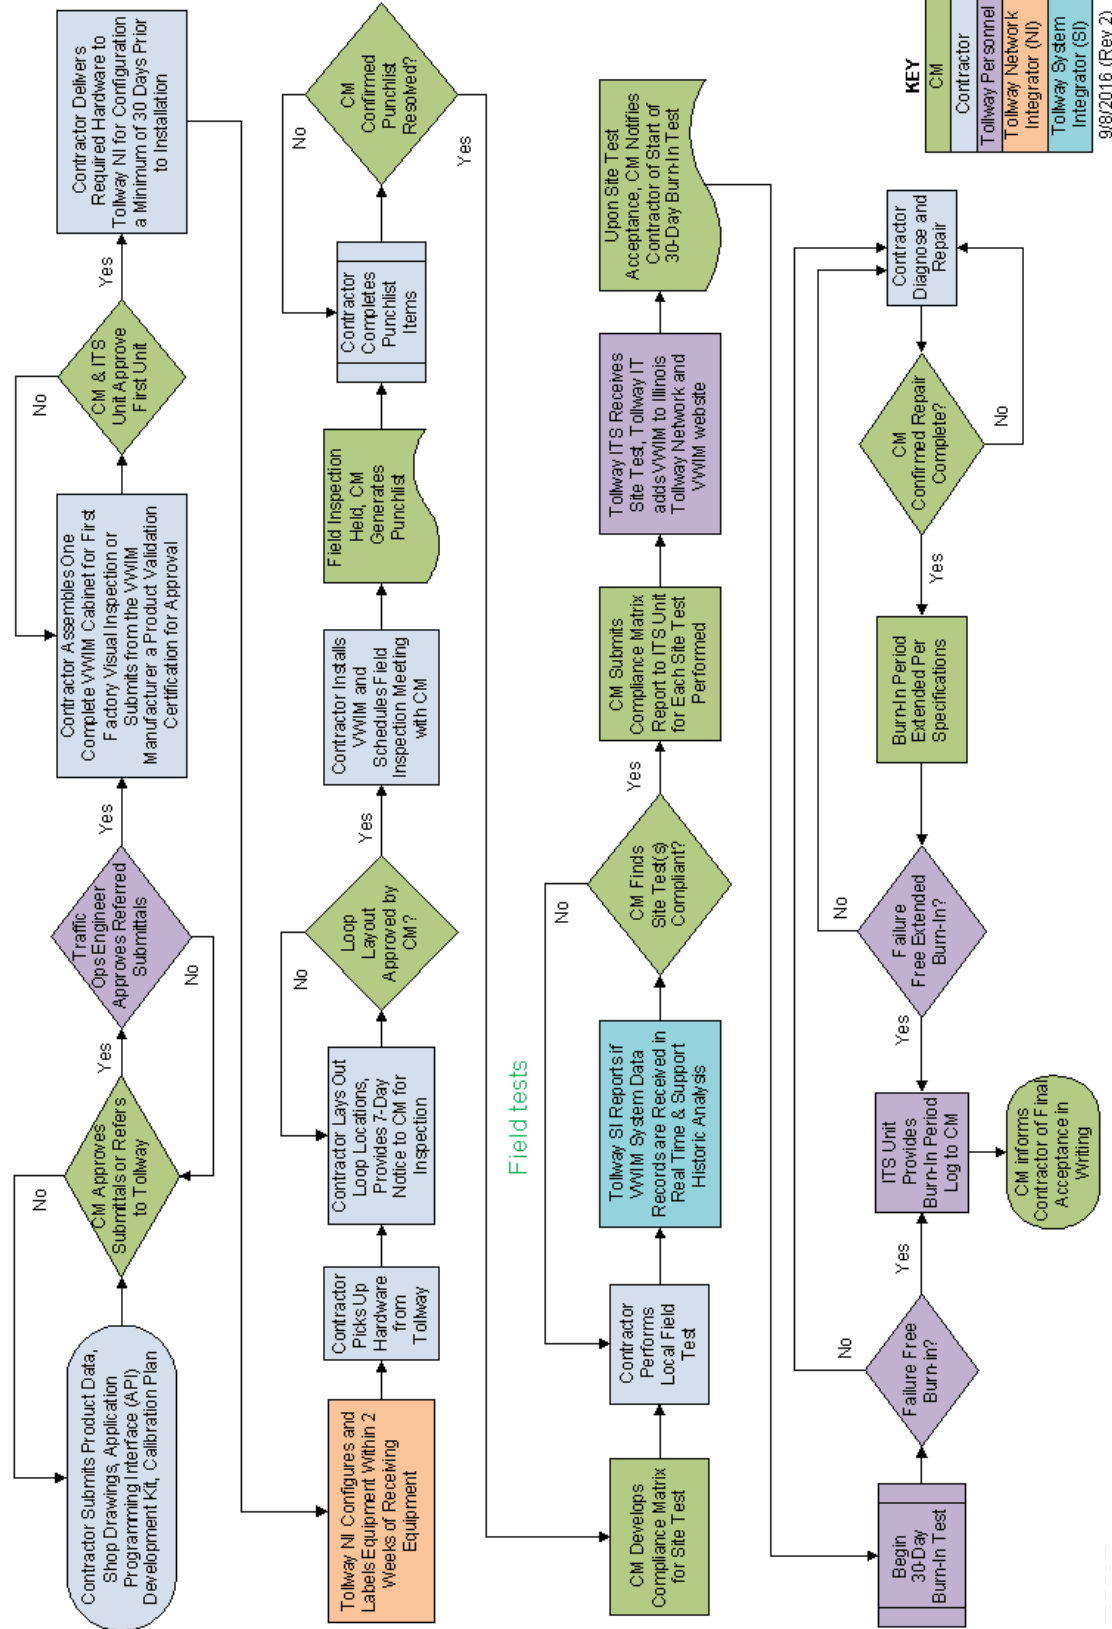 Contractor Submits Product Data,
Shop Drawings, Application
Programming Interface (API)
Development Kit, Calibration Plan
No
CM Approves
Submittals or Refers
to Tollway
Yes
Traffic
Ops Engineer
Approves Referred
Submittals
No
Yes
Contractor Assembles One
Complete VWIM Cabinet for First
Factory Visual Inspection or
Submits from the VWIM
Manufacturer a Product Validation
Certification for Approval
No
CM & ITS
Unit Approve
First Unit
Yes
Contractor Delivers
Required Hardware to
Tollway NI for Configuration
a Minimum of 30 Days Prior
to Installation
Tollway NI Configures and
Labels Equipment Within 2
Weeks of Receiving
Equipment
Contractor
Picks Up
Hardware
from
Tollway
Contractor Lays Out
Loop Locations,
Provides 7-Day
Notice to CM for
Inspection
No
Loop
Layout
Approved by
CM?
Yes
Contractor Installs
VWIM and
Schedules Field
Inspection Meeting
with CM
Field Inspection
Held, CM
Generates
Punchlist
Contractor
Completes
Punchlist
Items
No
CM
Confirmed
Punchlist
Resolved?
Yes
Field tests
CM Develops
Compliance Matrix
for Site Test
Contractor
Performs
Local Field
Test
Tollway SI Reports if
VWIM System Data
Records are Received in
Real Time & Support
Historic Analysis
No
CM Finds
Site Test(s)
Compliant?
Yes
CM Submits
Compliance Matrix
Report to ITS Unit
for Each Site Test
Performed
Tollway ITS Receives
Site Test, Tollway IT
adds VWIM to Illinois
Tollway Network and
VWIM website
Upon Site Test
Acceptance, CM Notifies
Contractor of Start of
30-Day Burn-In Test
Begin
30-Day
Burn-In Test
No
Failure Free
Burn-in?
Yes
ITS Unit
Provides
Burn-In Period
Log to CM
CM informs
Contractor of Final
Acceptance in
Writing
Yes
No
Failure
Free Extended
Burn-In?
Burn-In Period
Extended Per
Specifications
Yes
CM
Confirmed Repair
Complete?
No
Contractor
Diagnose and
Repair
KEY
CM
Contractor
Tollway Personnel
Tollway Network
Integrator (NI)
Tollway System
Integrator (SI)
9/8/2016 (Rev 2)